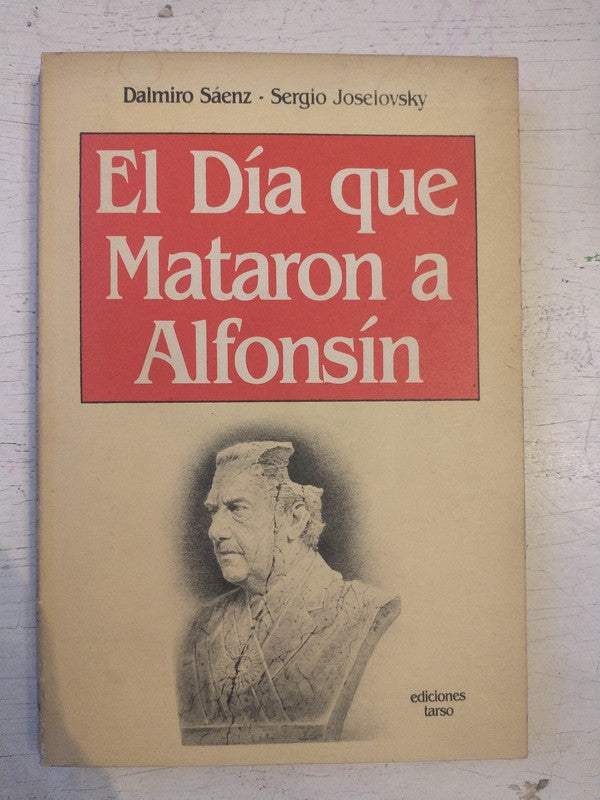 Dalmiro Sáenz - Sergio Joselovsky
El Día que
Mataron a
Alfonsín
ediciones
tarso